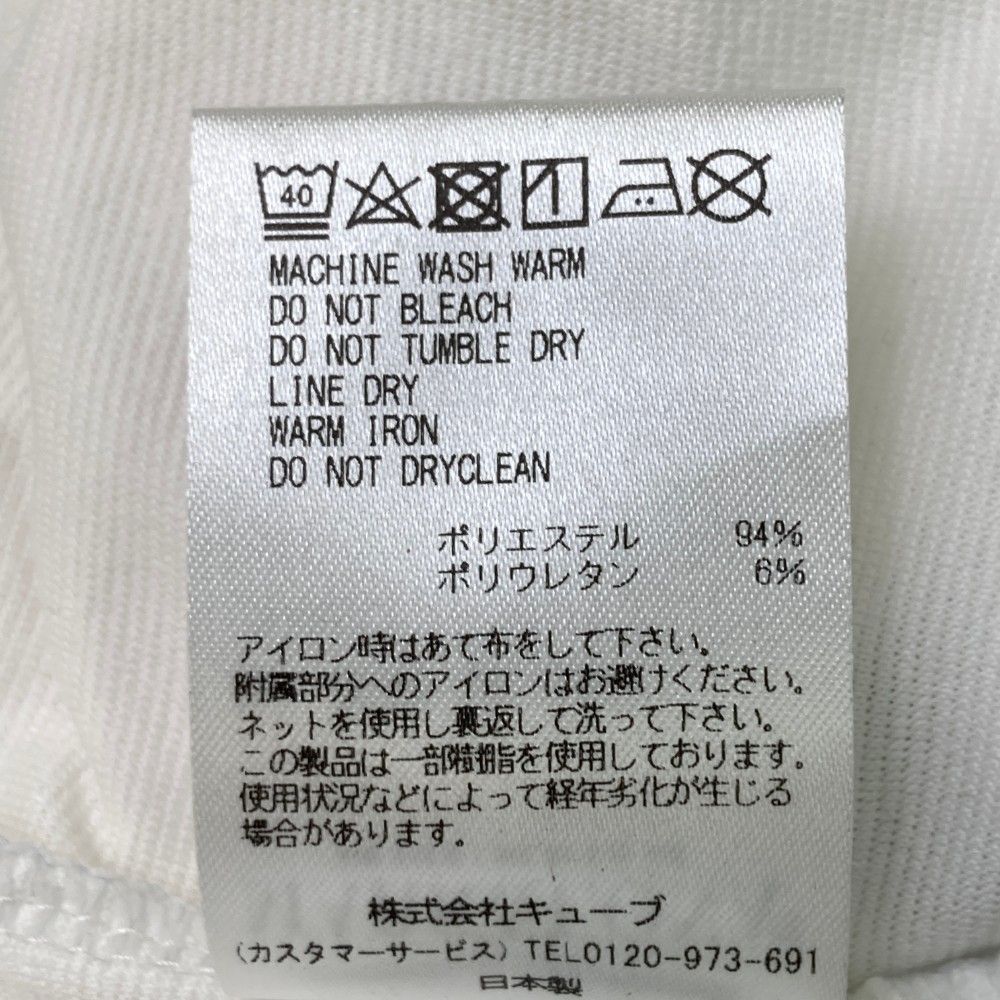 40
MACHINE WASH WARM
DO NOT BLEACH
DO NOT TUMBLE DRY
LINE DRY
WARM IRON
DO NOT DRYCLEAN
ポリエステル 94%
ポリウレタン 6%
アイロン時はあて布をして下さい。
附属部分へのアイロンはお避けください。
ネットを使用し裏返しで洗って下さい。
この製品は一部樹脂を使用しております。
使用状況などによって経年劣化が生じる
場合があります。
株式会社キューブ
(カスタマーサービス) TEL0120-973-691
日本製